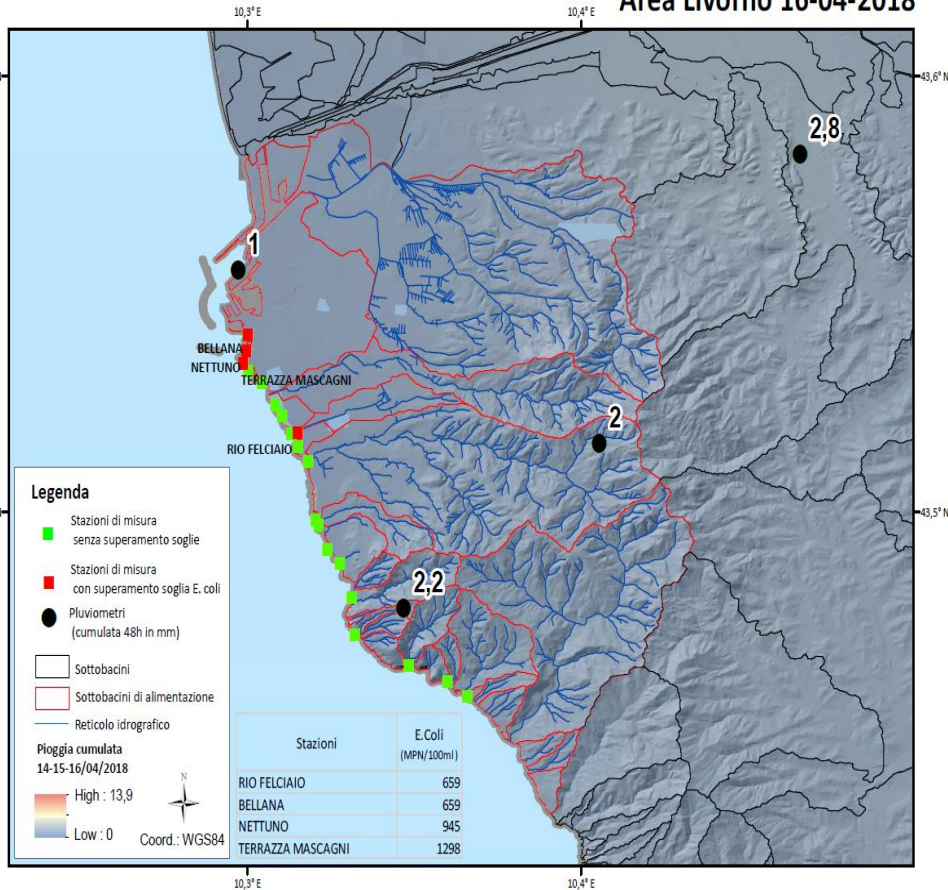 Area Livorno 16-04-2018
10,3° E
10,4° E
43,6° N
2,8
1
BELLANA
NETTUNO
TERRAZZA MASCAGNI
2
RIO FELCIAIO
43,5° N
2,2
Legenda
Stazioni di misura
senza superamento soglie
Stazioni di misura
con superamento soglia E. coli
Pluviometri
(cumulata 48h in mm)
Sottobacini
Sottobacini di alimentazione
Reticolo idrografico
Pioggia cumulata
14-15-16/04/2018
High : 13,9
Low : 0
N
Coord.: WGS84
Stazioni E.Coli
(MPN/100ml)
RIO FELCIAIO 659
BELLANA 659
NETTUNO 945
TERRAZZA MASCAGNI 1298
10,3° E
10,4° E